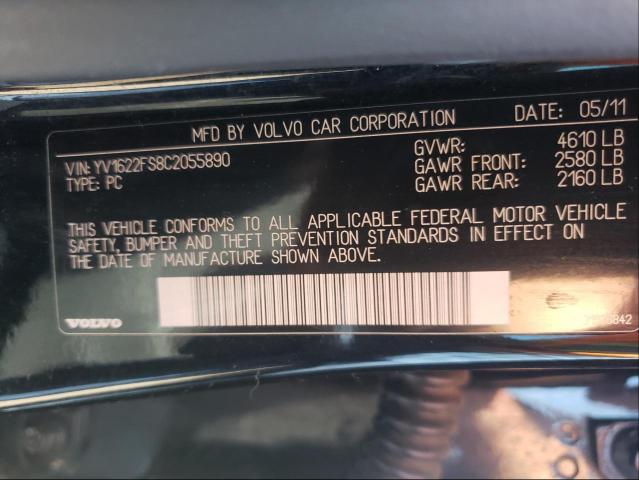 MFD BY VOLVO CAR CORPORATION DATE: 05/11
VIN: YV1622FS8C2055890 GVWR: 4610 LB
TYPE: PC GAWR FRONT: 2580 LB
GAWR REAR: 2160 LB
THIS VEHICLE CONFORMS TO ALL APPLICABLE FEDERAL MOTOR VEHICLE
SAFETY, BUMPER AND THEFT PREVENTION STANDARDS IN EFFECT ON
THE DATE OF MANUFACTURE SHOWN ABOVE.
VOLVO